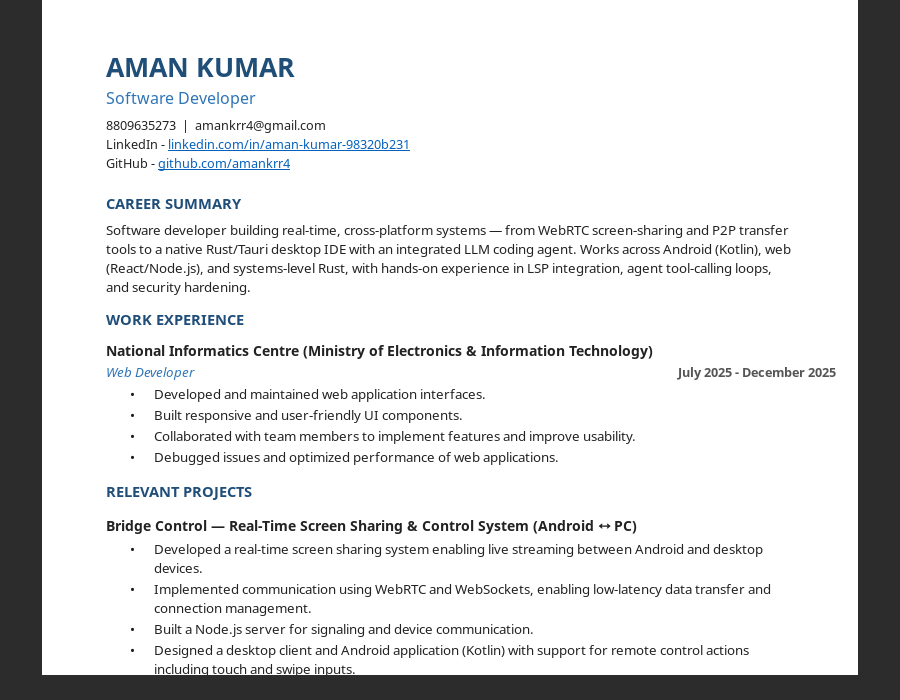 AMAN KUMAR
Software Developer
8809635273 | amankrr4@gmail.com
LinkedIn - linkedin.com/in/aman-kumar-98320b231
GitHub - github.com/amankrr4
CAREER SUMMARY
Software developer building real-time, cross-platform systems — from WebRTC screen-sharing and P2P transfer
tools to a native Rust/Tauri desktop IDE with an integrated LLM coding agent. Works across Android (Kotlin), web
(React/Node.js), and systems-level Rust, with hands-on experience in LSP integration, agent tool-calling loops,
and security hardening.
WORK EXPERIENCE
National Informatics Centre (Ministry of Electronics & Information Technology)
Web Developer July 2025 - December 2025
• Developed and maintained web application interfaces.
• Built responsive and user-friendly UI components.
• Collaborated with team members to implement features and improve usability.
• Debugged issues and optimized performance of web applications.
RELEVANT PROJECTS
Bridge Control — Real-Time Screen Sharing & Control System (Android ↔ PC)
• Developed a real-time screen sharing system enabling live streaming between Android and desktop
devices.
• Implemented communication using WebRTC and WebSockets, enabling low-latency data transfer and
connection management.
• Built a Node.js server for signaling and device communication.
• Designed a desktop client and Android application (Kotlin) with support for remote control actions
including touch and swipe inputs.